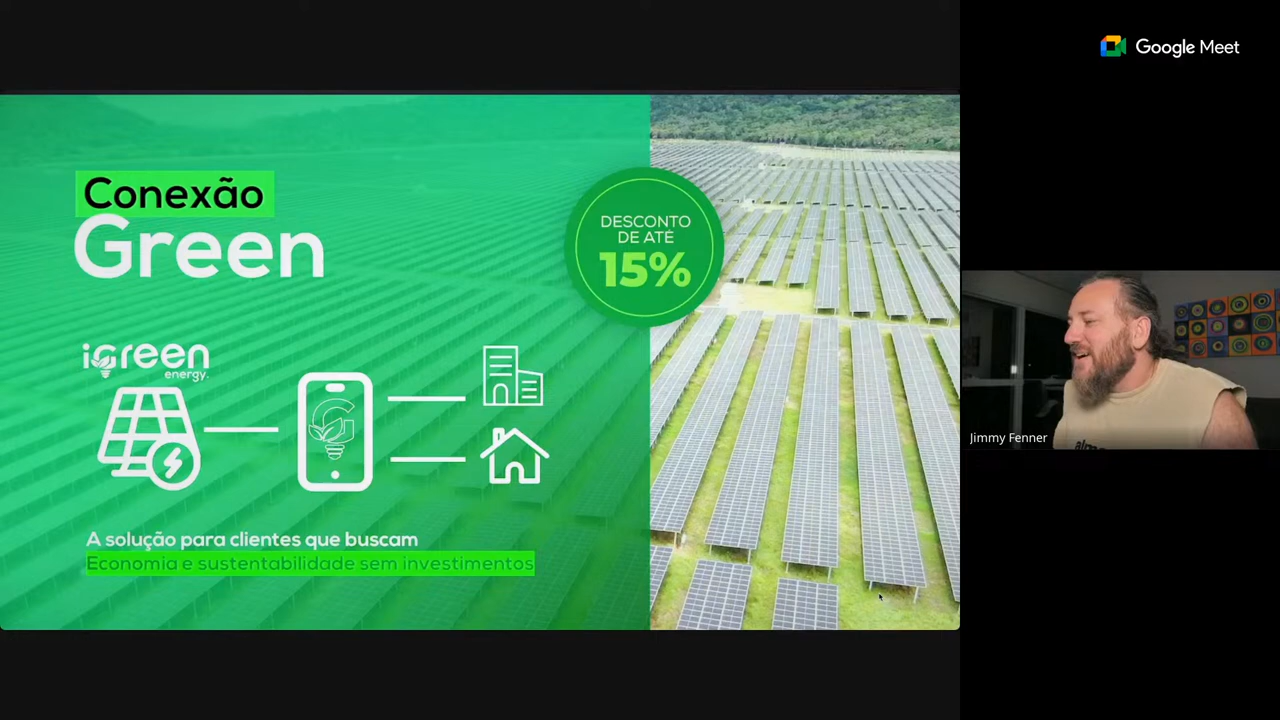 Google Meet
Conexão
Green
DESCONTO
DE ATÉ
15%
iGreen
energy.
A solução para clientes que buscam
Economia e sustentabilidade sem investimentos
Jimmy Fenner